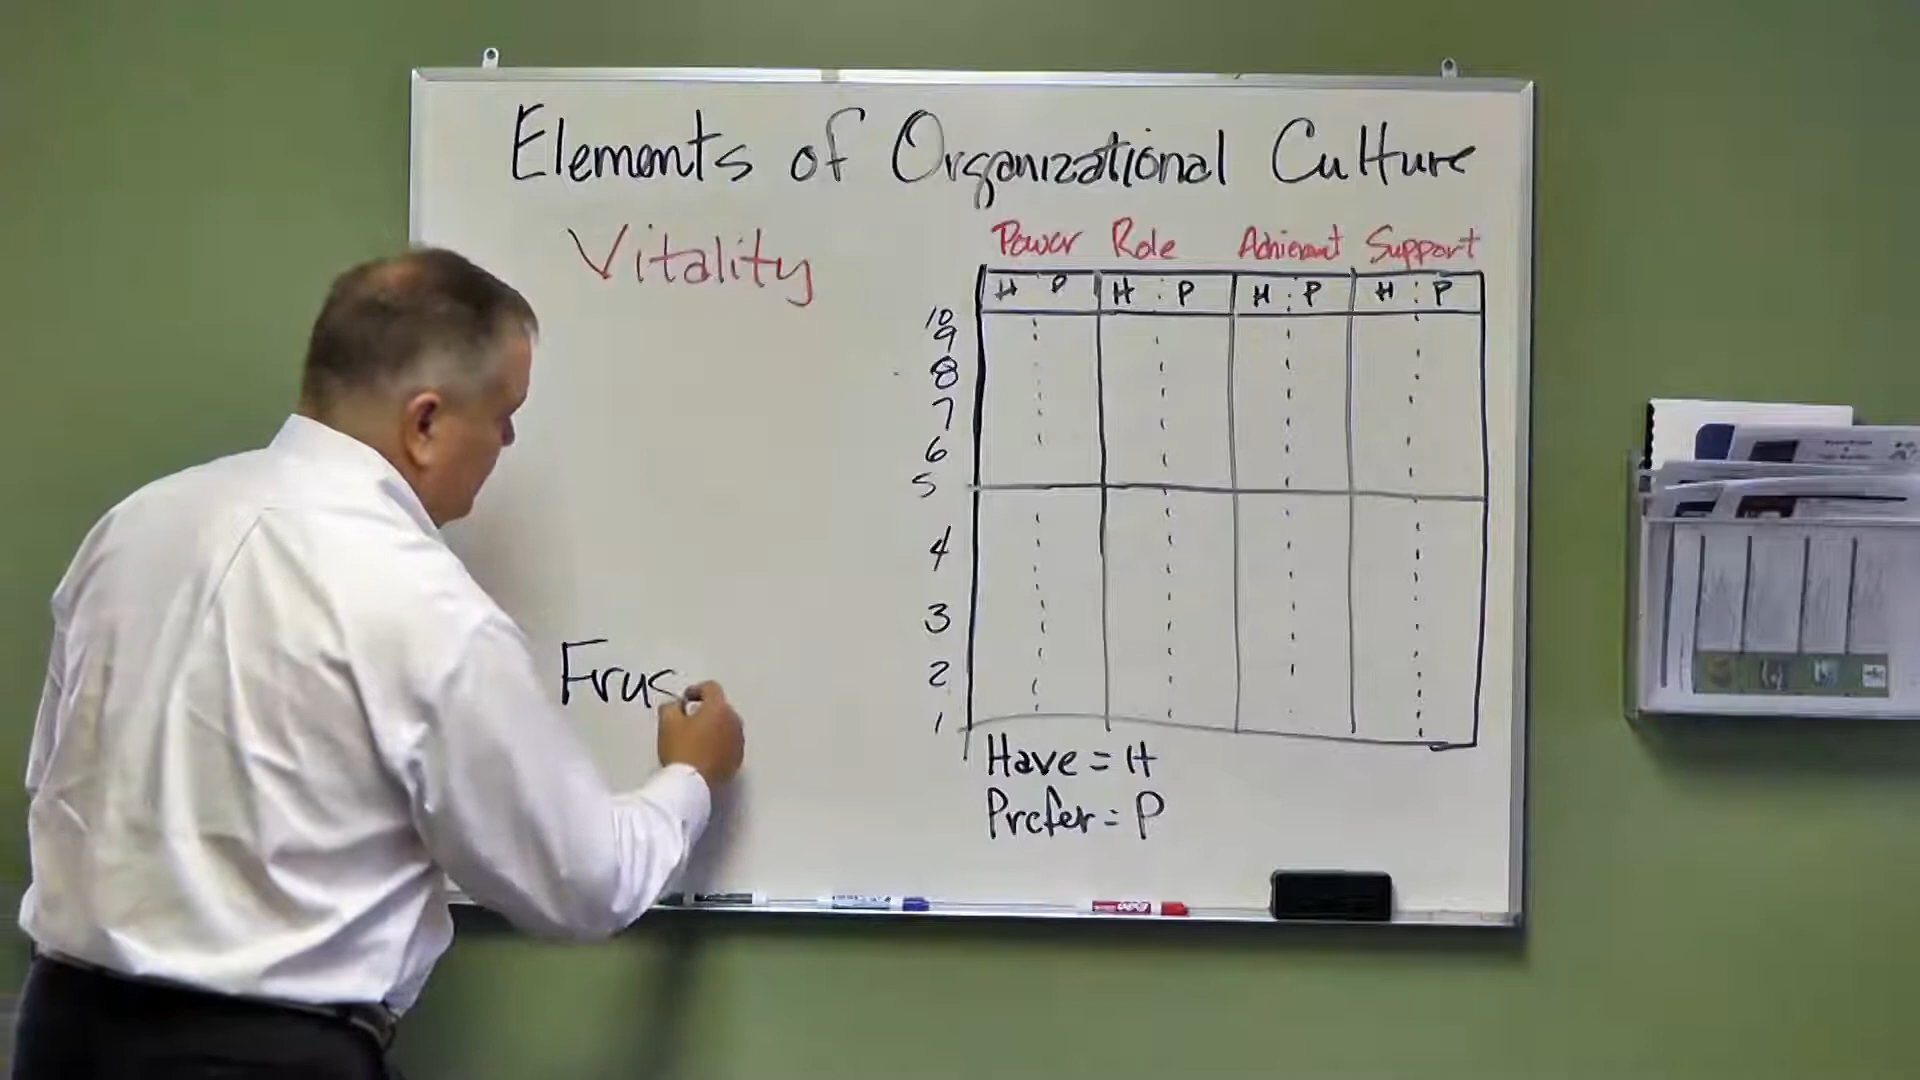 Elements of Organizational Culture
Vitality
Power Role Achievmt Support
H P H P H P H P
10
9
8
7
6
5
4
3
2
1
Frus
Have = H
Prefer = P